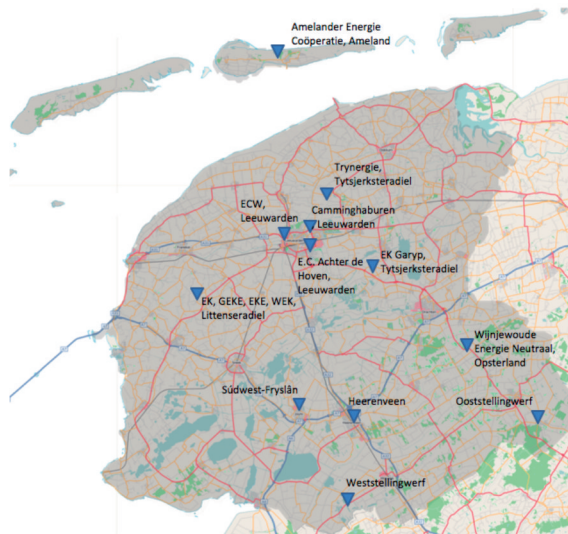 Amelander Energie
Coöperatie, Ameland
Trynergie,
Tytsjerksteradiel
ECW,
Leeuwarden
Camminghaburen
, Leeuwarden
E.C. Achter de
Hoven,
Leeuwarden
EK Garyp,
Tytsjerksteradiel
EK, GEKE, EKE, WEK,
Littenseradiel
Wijnjewoude
Energie Neutraal,
Opsterland
Súdwest-Fryslân
Heerenveen
Ooststellingwerf
Weststellingwerf